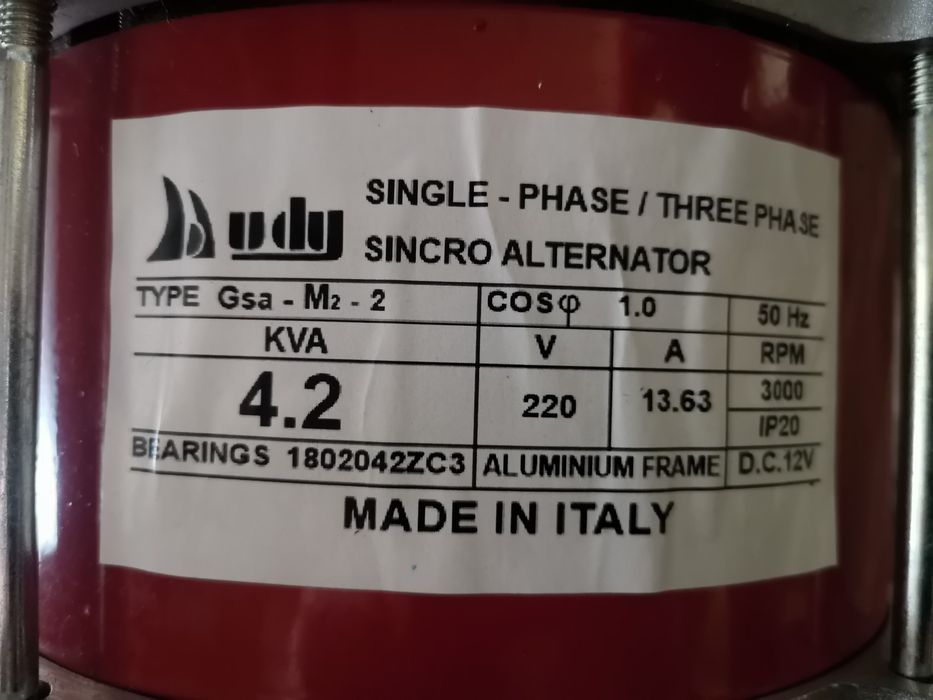 udy
SINGLE - PHASE / THREE PHASE
SINCRO ALTERNATOR
TYPE Gsa - M2 - 2
COSφ 1.0
50 Hz
KVA
V
A
RPM
4.2
220
13.63
3000
IP20
BEARINGS 1802042ZC3
ALUMINIUM FRAME
D.C.12V
MADE IN ITALY